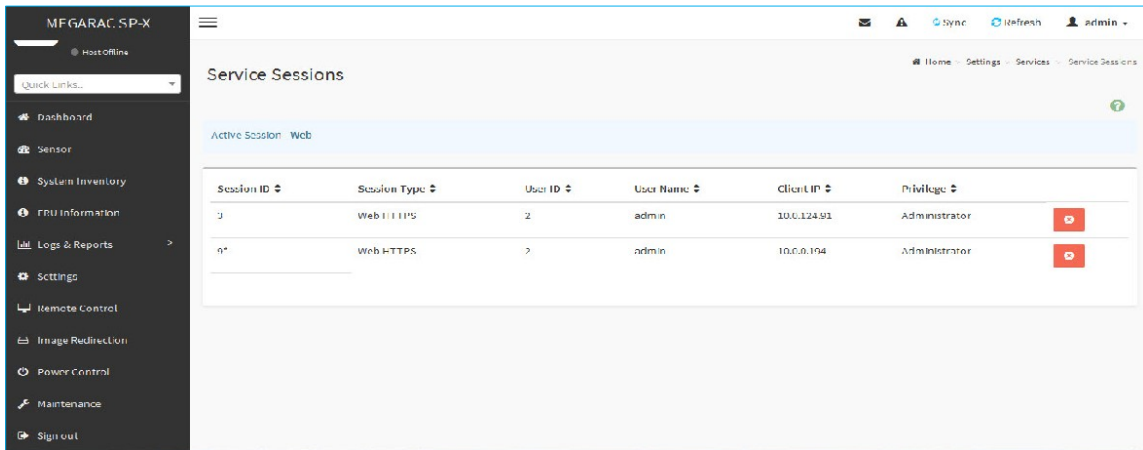 MEGARAC SP-X
Host Offline
Quick Links...
Dashboard
Sensor
System Inventory
FRU Information
Logs & Reports >
Settings
Remote Control
Image Redirection
Power Control
Maintenance
Sign out
Sync Refresh admin
Service Sessions
Home - Settings - Services - Service Sessions
Active Session - Web
Session ID Session Type User ID User Name Client IP Privilege
3 Web HTTPS 2 admin 10.0.124.91 Administrator
9* Web HTTPS 2 admin 10.0.0.194 Administrator